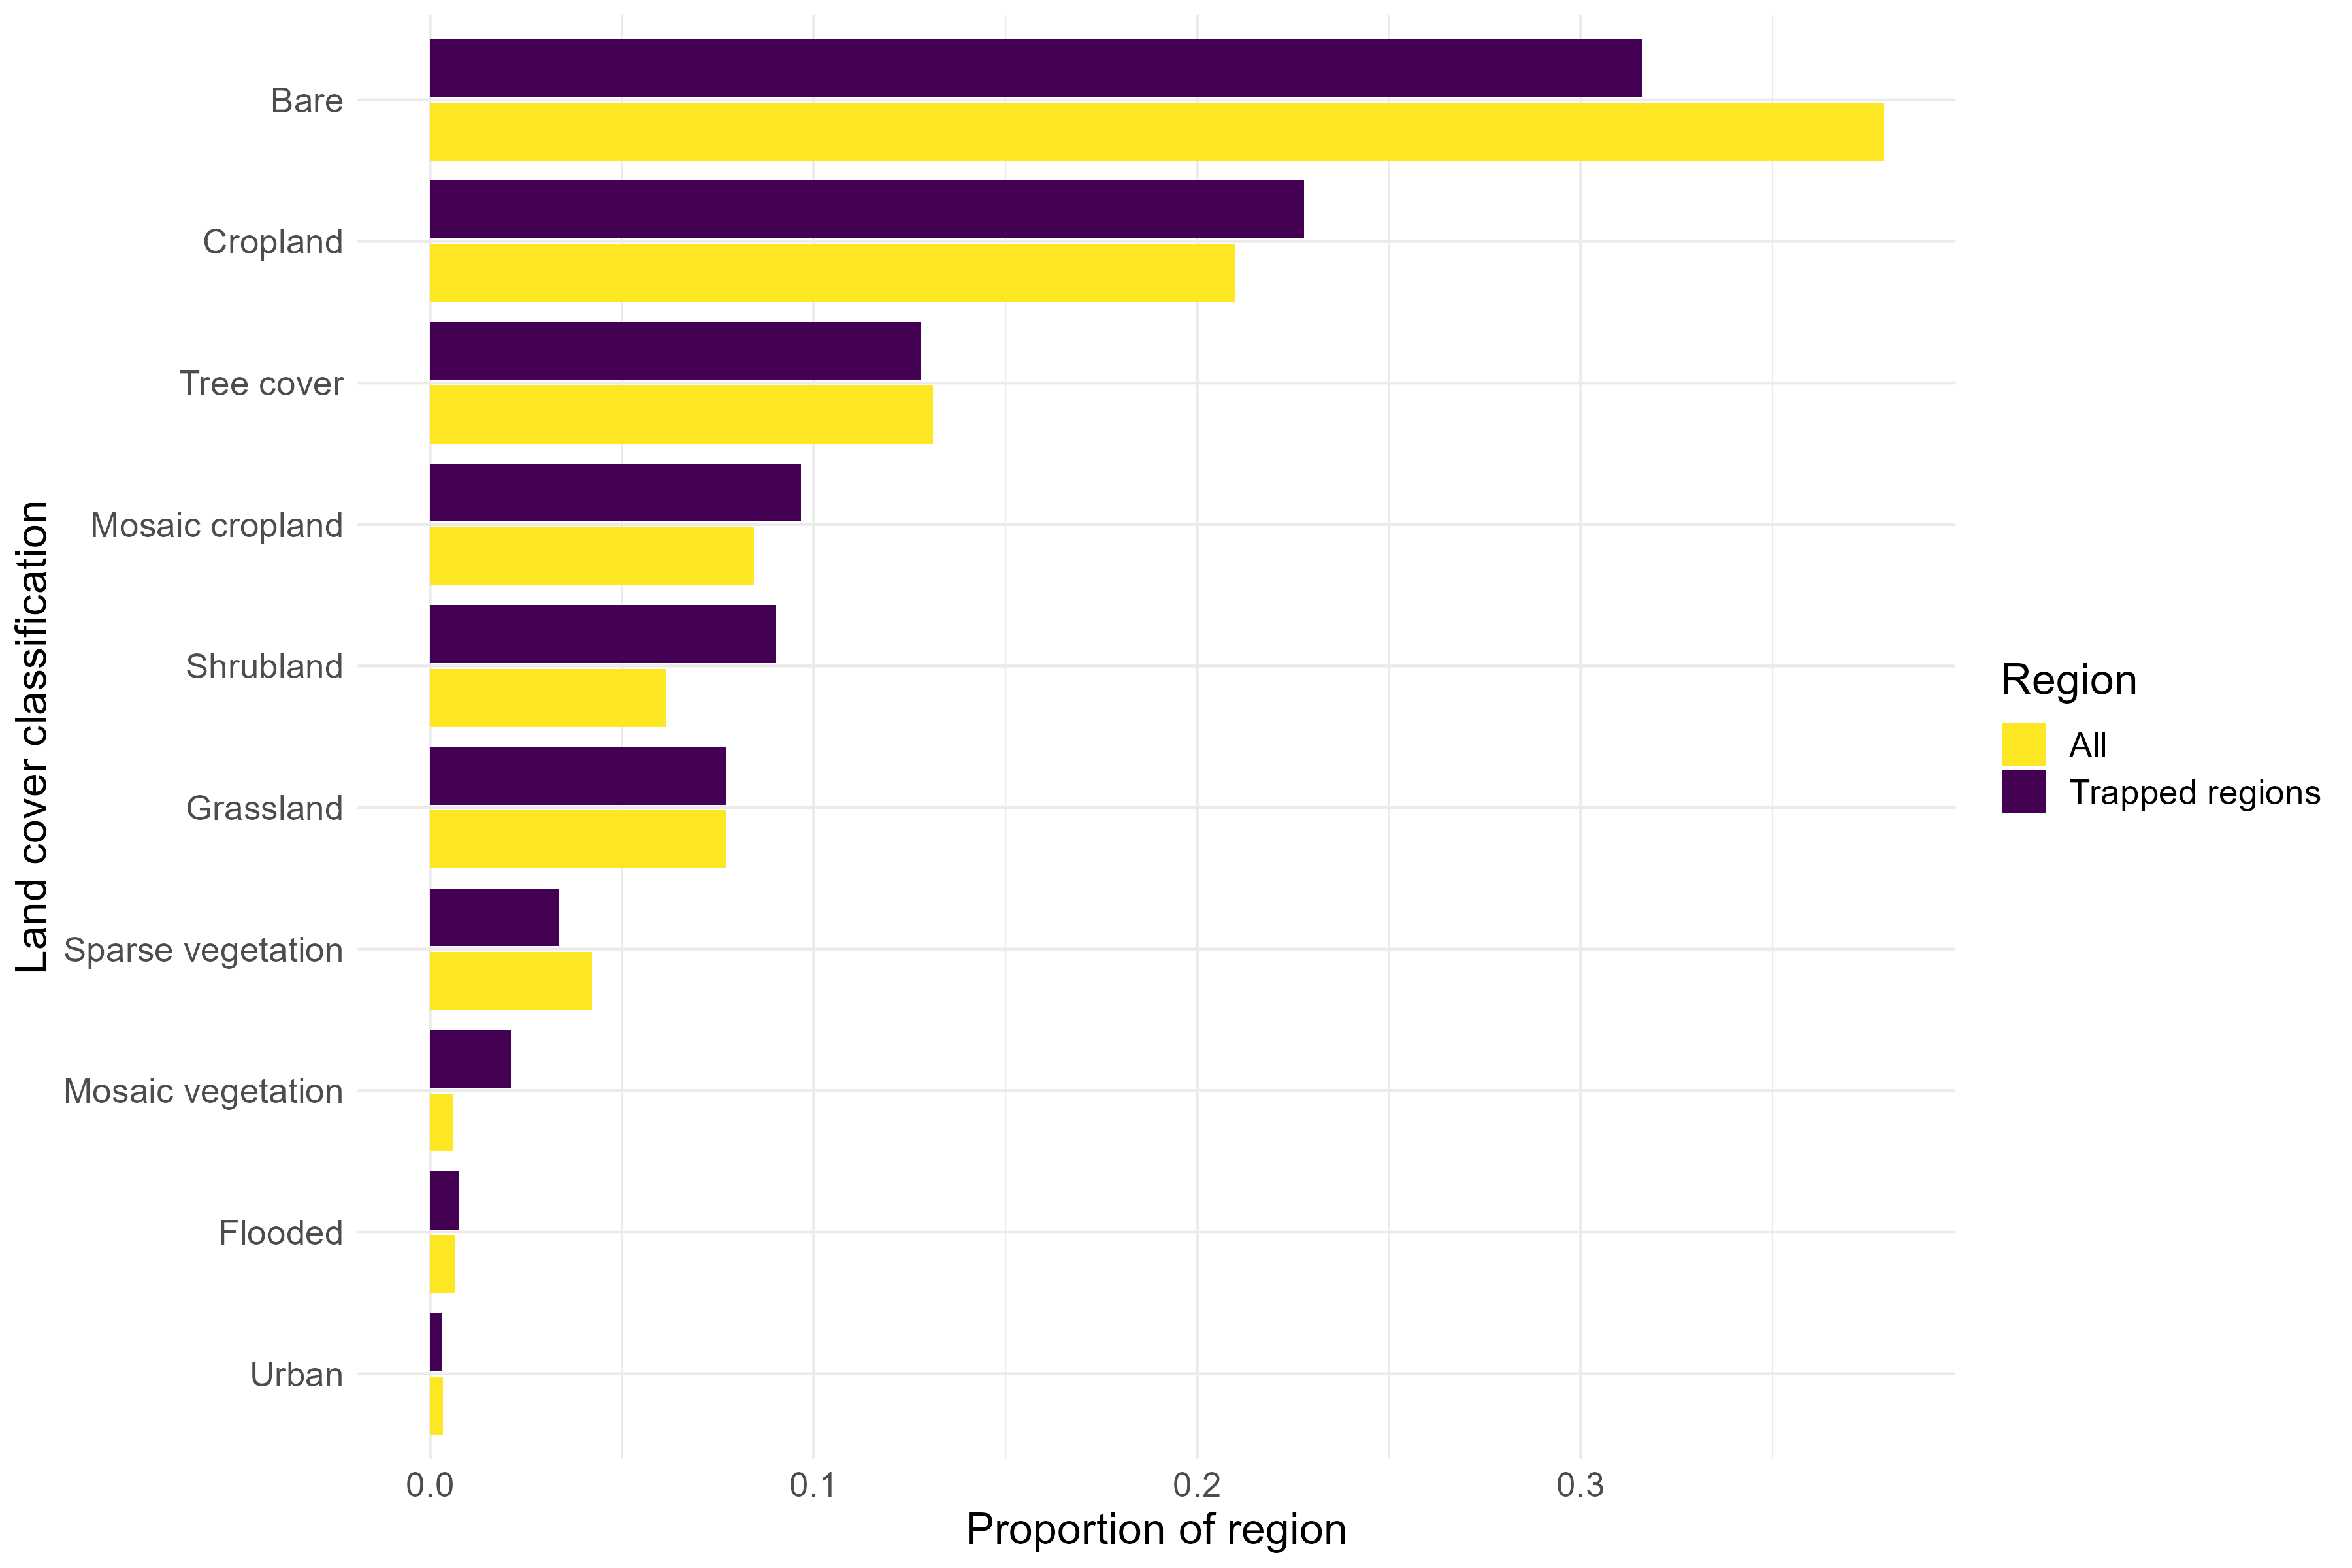 Land cover classification
Bare
Cropland
Tree cover
Mosaic cropland
Shrubland
Grassland
Sparse vegetation
Mosaic vegetation
Flooded
Urban
0.0 0.1 0.2 0.3
Proportion of region
Region
All
Trapped regions